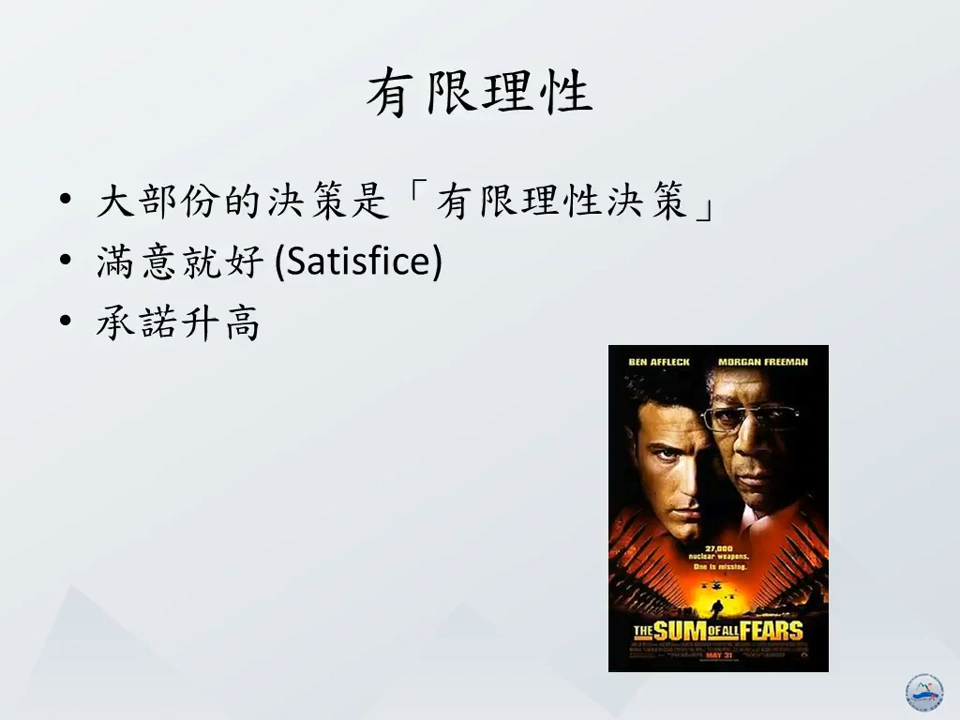 有限理性
• 大部份的決策是「有限理性決策」
• 滿意就好 (Satisfice)
• 承諾升高
BEN AFFLECK MORGAN FREEMAN
27,000
nuclear weapons.
One is missing.
THE SUM OF ALL FEARS
MAY 31